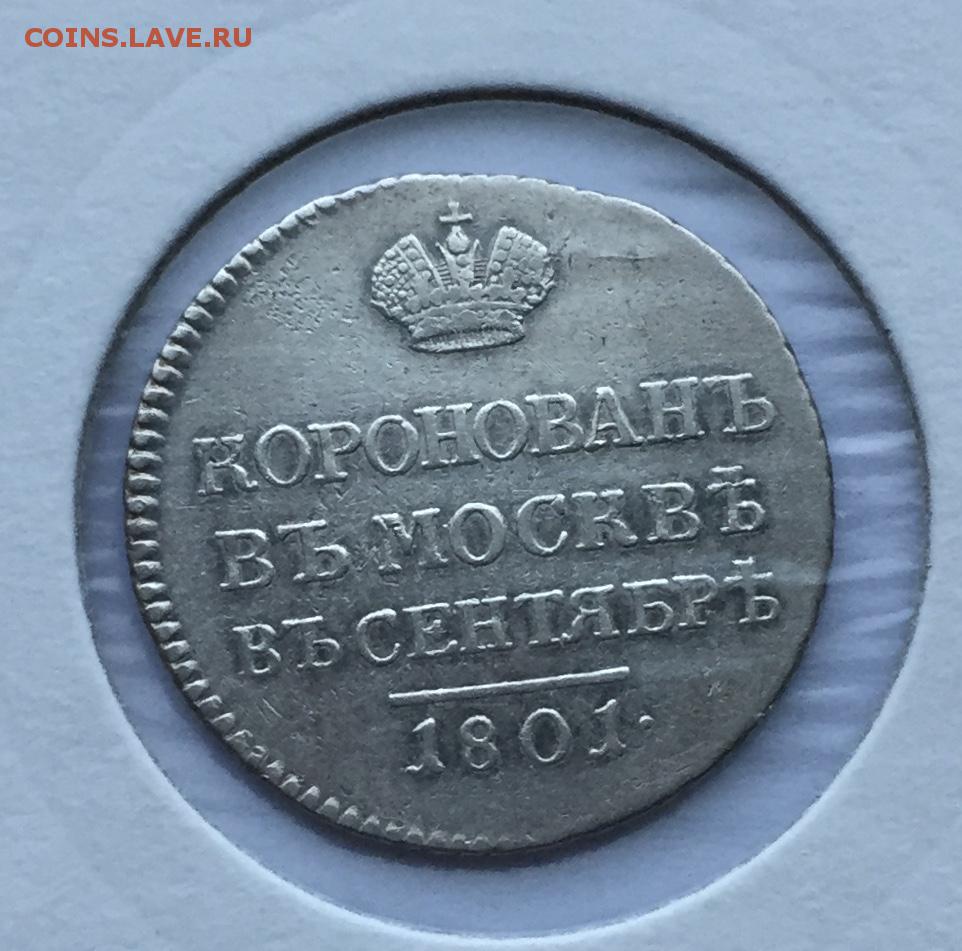 COINS.LAVE.RU
КОРОНОВАНЪ
ВЪ МОСКВѢ
ВЪ СЕНТЯБРѢ
1801.